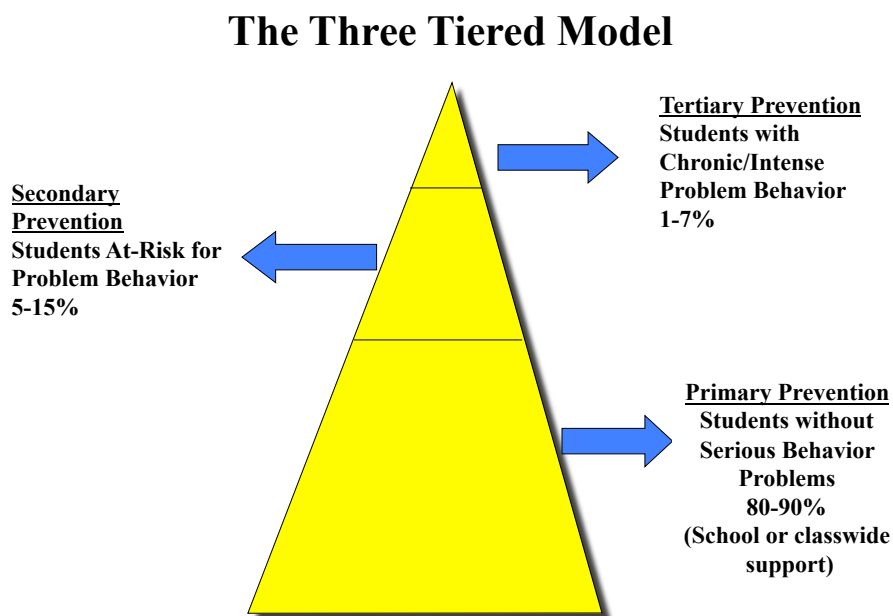 The Three Tiered Model
Tertiary Prevention
Students with
Chronic/Intense
Problem Behavior
1-7%
Secondary
Prevention
Students At-Risk for
Problem Behavior
5-15%
Primary Prevention
Students without
Serious Behavior
Problems
80-90%
(School or classwide
support)